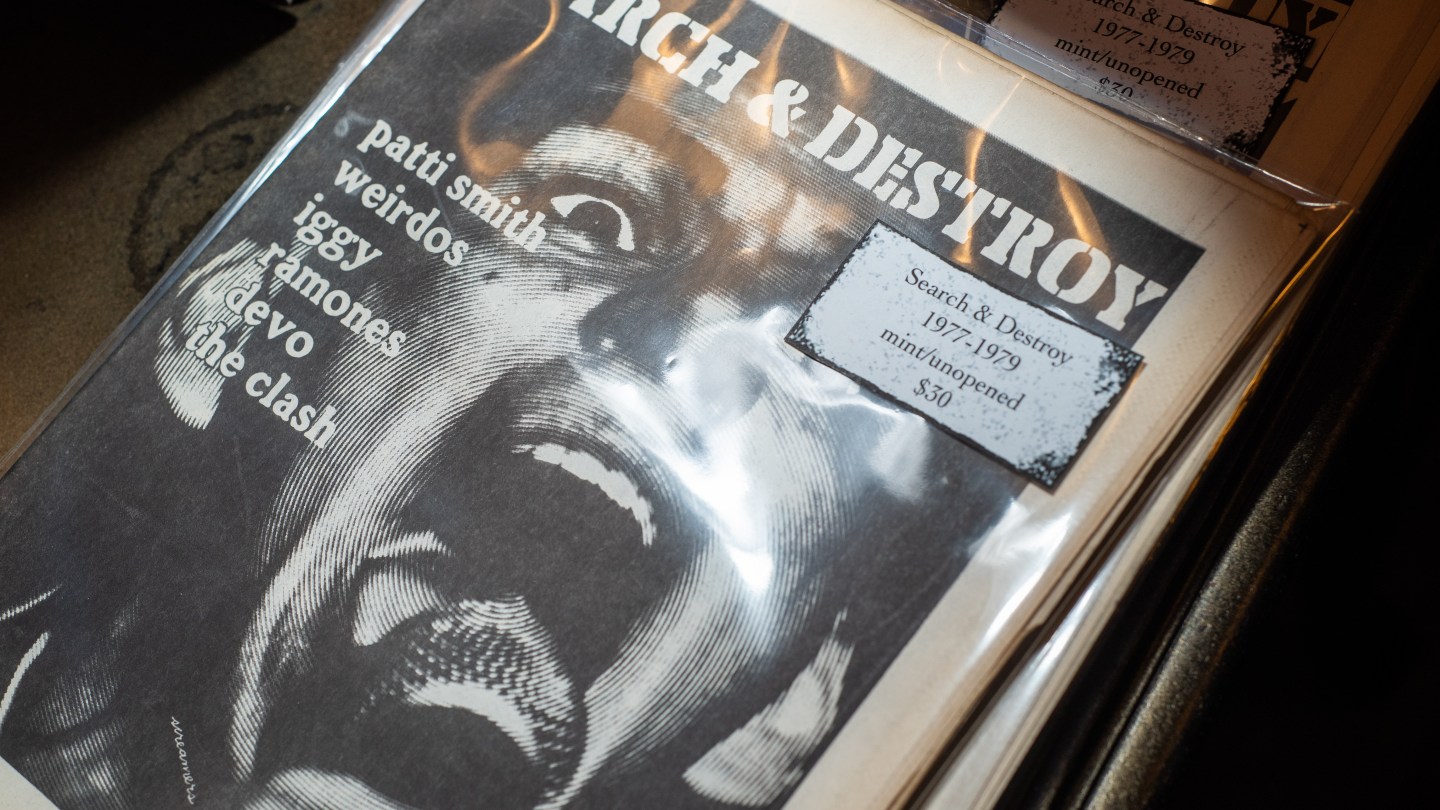 ARCH & DESTROY
patti smith
weirdos
iggy
ramones
devo
the clash
Search & Destroy
1977-1979
mint/unopened
$30
screamers
Search & Destroy
1977-1979
mint/unopened
$30